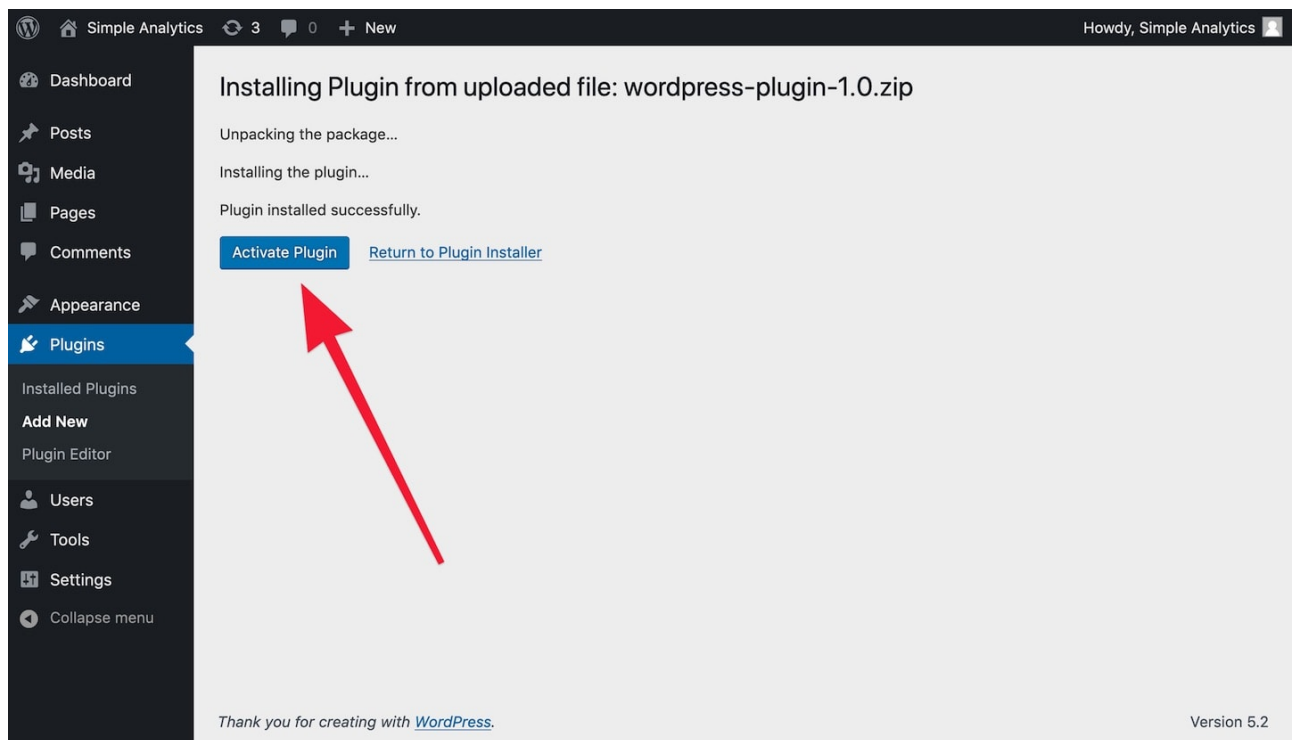 Simple Analytics 3 0 New Howdy, Simple Analytics
Dashboard
Posts
Media
Pages
Comments
Appearance
Plugins
Installed Plugins
Add New
Plugin Editor
Users
Tools
Settings
Collapse menu
Installing Plugin from uploaded file: wordpress-plugin-1.0.zip
Unpacking the package...
Installing the plugin...
Plugin installed successfully.
Activate Plugin Return to Plugin Installer
Thank you for creating with WordPress. Version 5.2